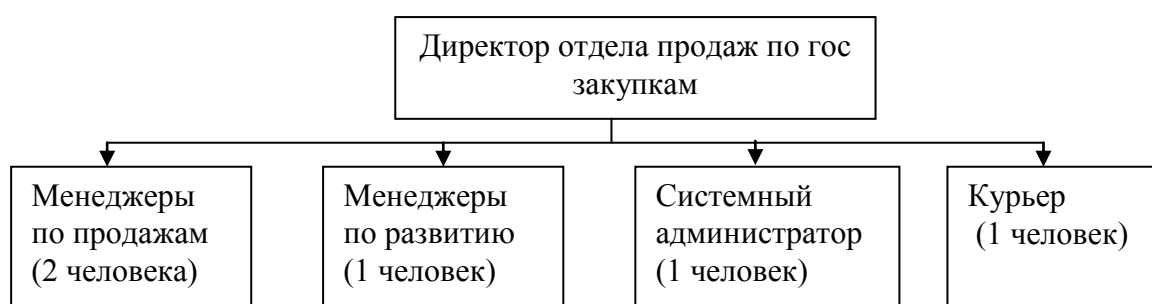 Директор отдела продаж по гос
закупкам
Менеджеры
по продажам
(2 человека)
Менеджеры
по развитию
(1 человек)
Системный
администратор
(1 человек)
Курьер
(1 человек)